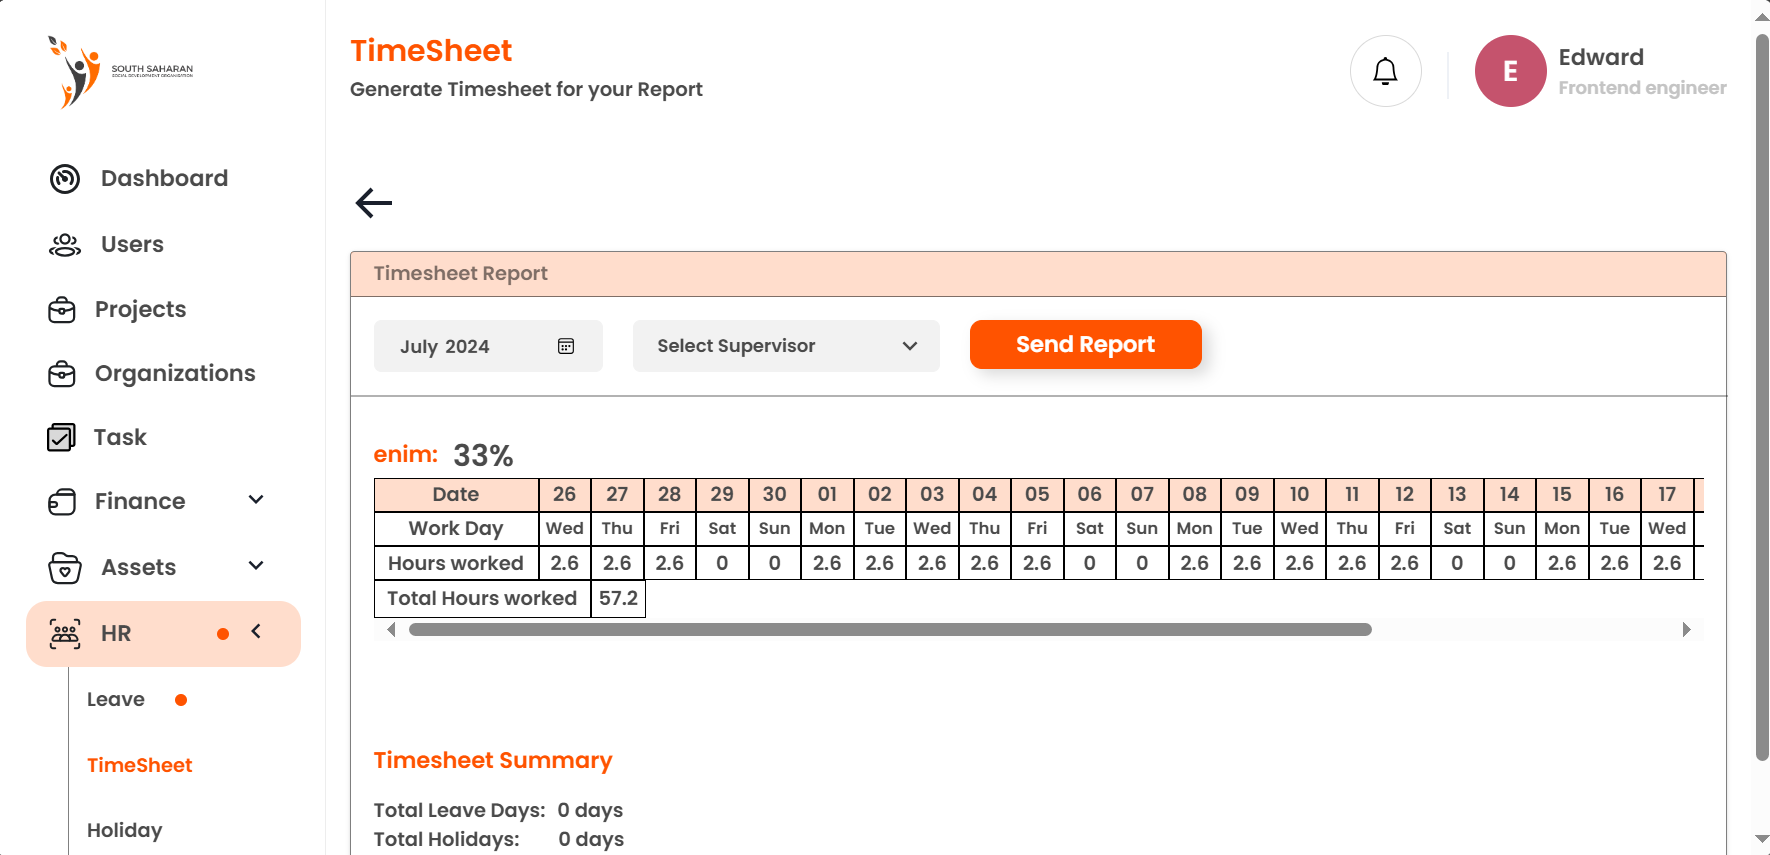 SOUTH SAHARAN
SOCIAL DEVELOPMENT ORGANISATION
TimeSheet
Generate Timesheet for your Report
E
Edward
Frontend engineer
Dashboard
Users
Projects
Organizations
Task
Finance
Assets
HR
Leave
TimeSheet
Holiday
Timesheet Report
July 2024
Select Supervisor
Send Report
enim: 33%
Date 26 27 28 29 30 01 02 03 04 05 06 07 08 09 10 11 12 13 14 15 16 17
Work Day Wed Thu Fri Sat Sun Mon Tue Wed Thu Fri Sat Sun Mon Tue Wed Thu Fri Sat Sun Mon Tue Wed
Hours worked 2.6 2.6 2.6 0 0 2.6 2.6 2.6 2.6 2.6 0 0 2.6 2.6 2.6 2.6 2.6 0 0 2.6 2.6 2.6
Total Hours worked 57.2
Timesheet Summary
Total Leave Days: 0 days
Total Holidays: 0 days